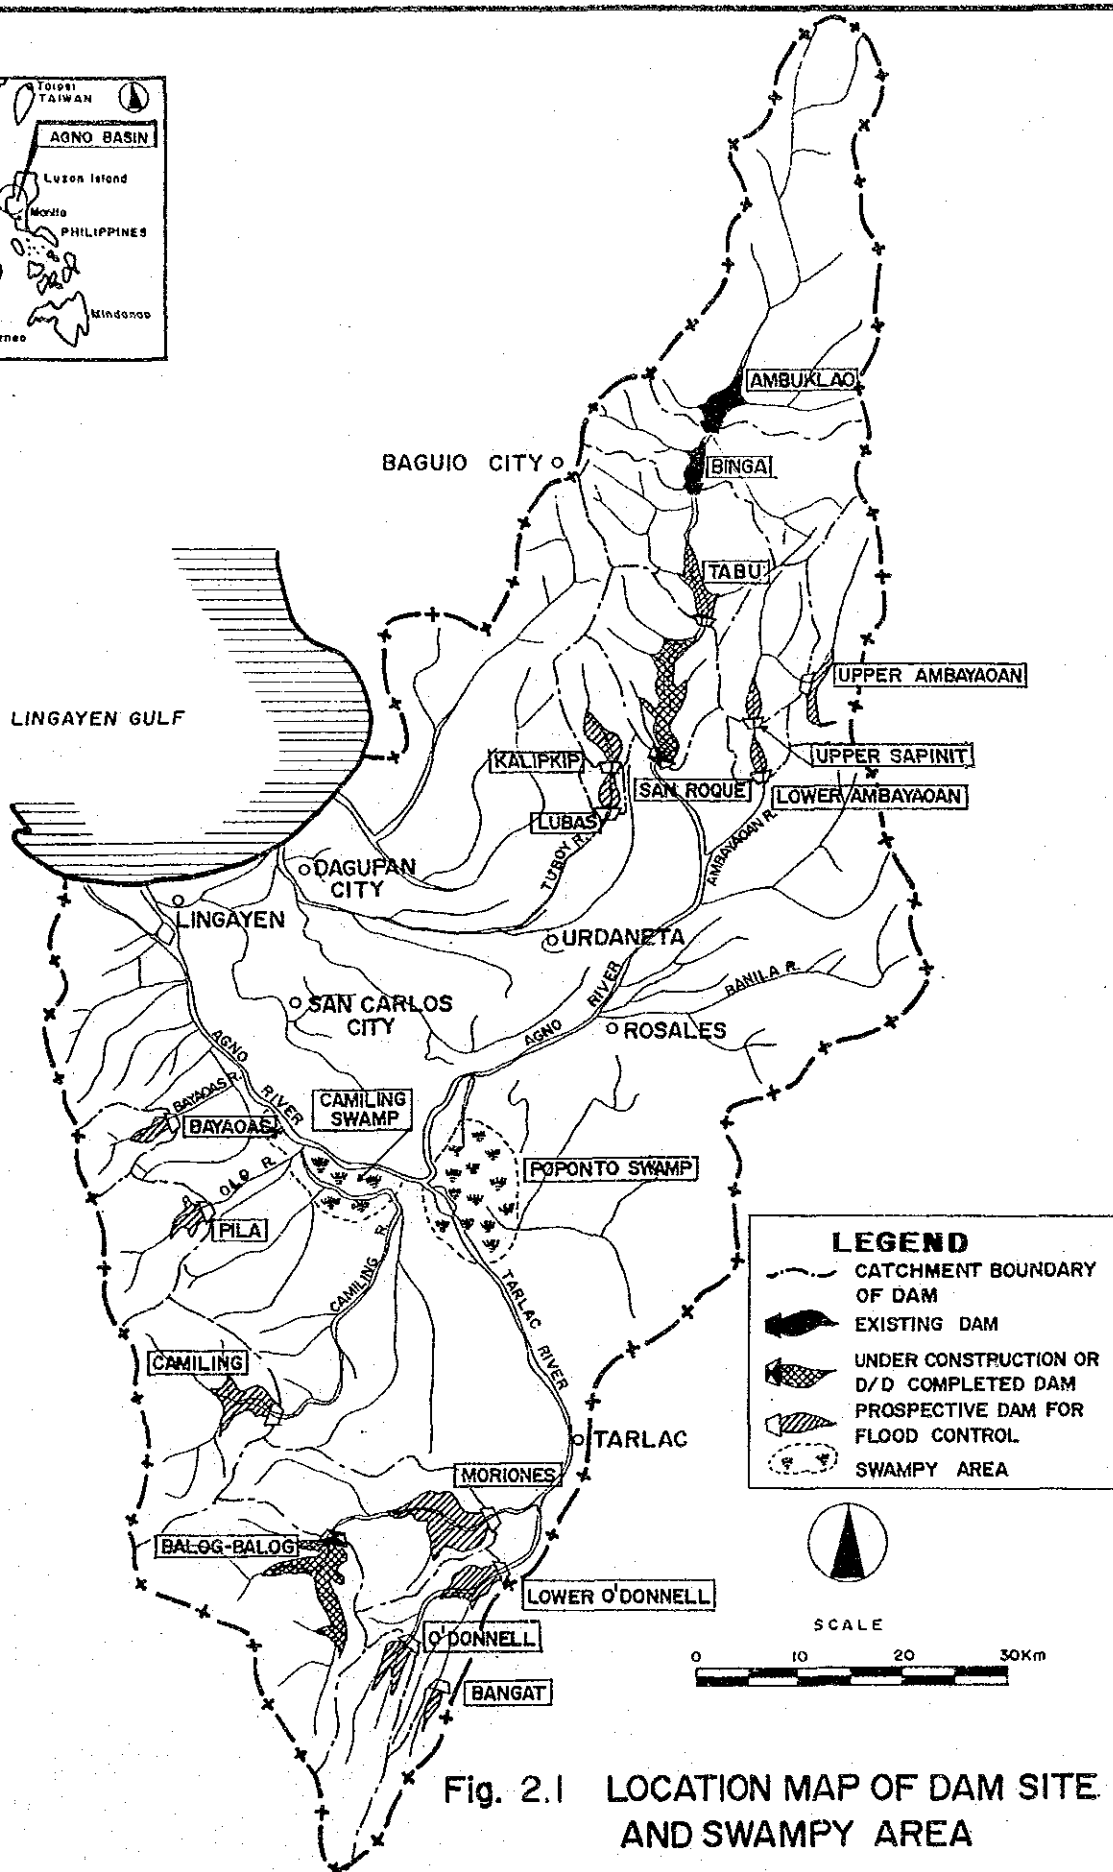 Taipei
TAIWAN
AGNO BASIN
Luzon Island
Manila
PHILIPPINES
Mindanao
AMBUKLAO
BAGUIO CITY
BINGA
TABU
UPPER AMBAYAOAN
LINGAYEN GULF
KALIPKIP
UPPER SAPINIT
SAN ROQUE
LOWER AMBAYAOAN
LUBAS
TUBOY R.
AMBAYAOAN R.
DAGUPAN
CITY
LINGAYEN
URDANETA
SAN CARLOS
CITY
AGNO RIVER
BANILA R.
ROSALES
AGNO RIVER
BAYAOAS R.
BAYAOAS
CAMILING
SWAMP
POPONTO SWAMP
OLO R.
PILA
CAMILING R.
TARLAC RIVER
CAMILING
TARLAC
MORIONES
BALOG-BALOG
LOWER O'DONNELL
O'DONNELL
BANGAT
LEGEND
CATCHMENT BOUNDARY
OF DAM
EXISTING DAM
UNDER CONSTRUCTION OR
D/D COMPLETED DAM
PROSPECTIVE DAM FOR
FLOOD CONTROL
SWAMPY AREA
SCALE
0 10 20 30Km
Fig. 2.1 LOCATION MAP OF DAM SITE
AND SWAMPY AREA